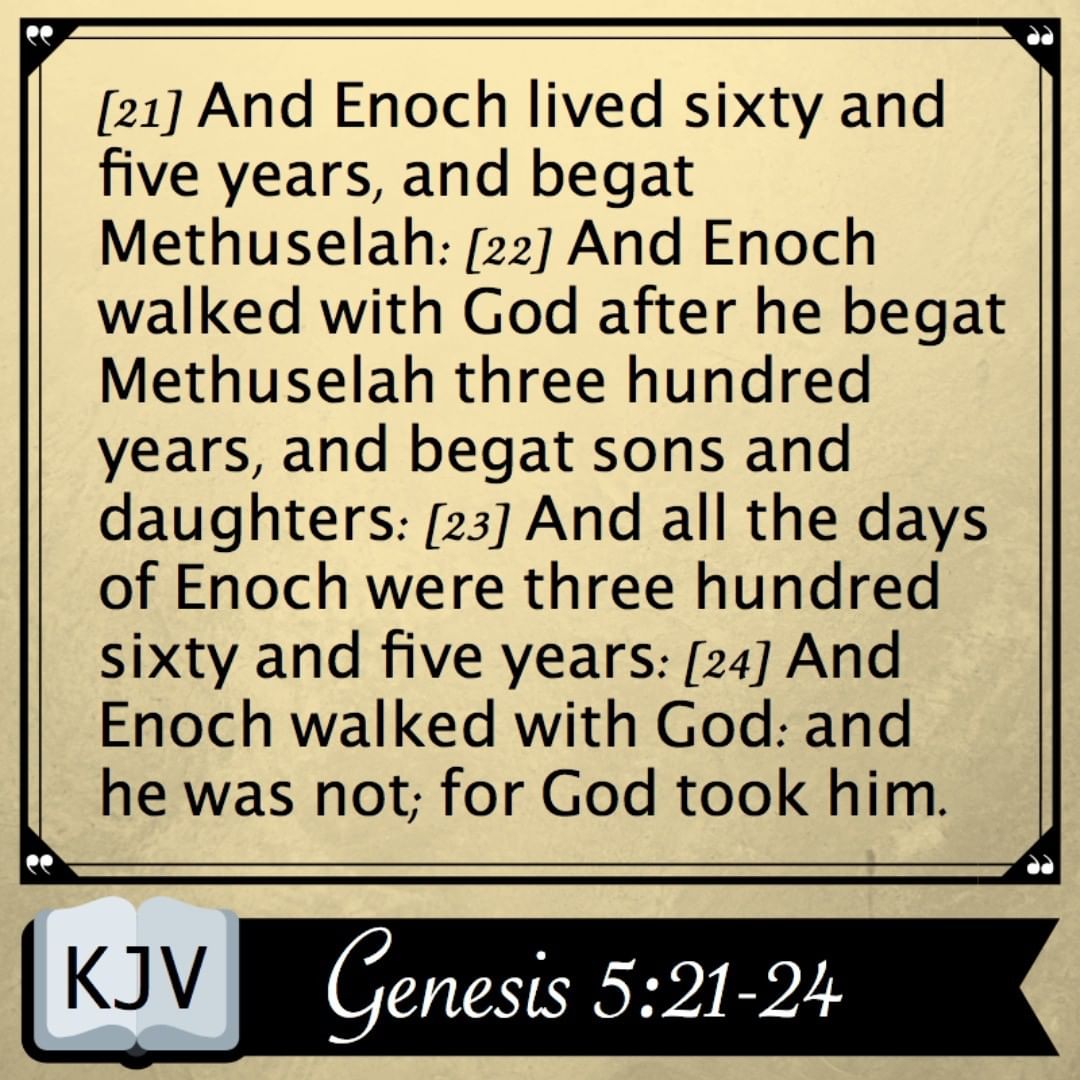 [21] And Enoch lived sixty and
five years, and begat
Methuselah: [22] And Enoch
walked with God after he begat
Methuselah three hundred
years, and begat sons and
daughters: [23] And all the days
of Enoch were three hundred
sixty and five years: [24] And
Enoch walked with God: and
he was not; for God took him.
KJV
Genesis 5:21-24